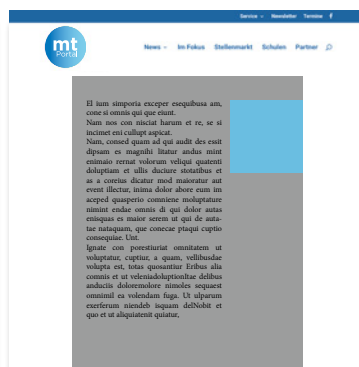 Service Newsletter Termine f
mt
Portal
News Im Fokus Stellenmarkt Schulen Partner
El ium simporia exceper esequibusa am,
cone si omnis qui que eiunt.
Nam nos con nisciat harum et re, se si
incimet eni cullupt aspicat.
Nam, consed quam ad qui audit des essit
dipsam es magnihi litatur andus mint
enimaio rernat volorum veliqui quatenti
doluptiam et ullis duciure stotatibus et
as a coreius dicatur mod maioratur aut
event illectur, inima dolor abore eum im
aceped quasperio comniene moluptature
nimint endae omnis di qui dolor autas
enisquas es maior serem ut qui de auta-
tae nataquam, que conecae ptaqui cuptio
consequiae. Unt.
Ignate con porestiuriat omnitatem ut
voluptatur, cuptiur, a quam, vellibusdae
volupta est, totas quosantiur Eribus alia
comnis et ut veleniadoluptionItae delibus
anduciis doloremolore nimoles sequaest
omnimil ea volendam fuga. Ut ulparum
exerferum niendeb isquam delNobit et
quo et ut aliquiatenit quiatur,